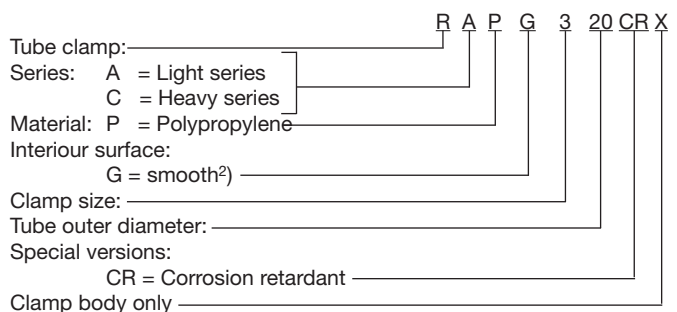 R A P G 3 20 CR X
Tube clamp:
Series: A = Light series
C = Heavy series
Material: P = Polypropylene
Interiour surface:
G = smooth²)
Clamp size:
Tube outer diameter:
Special versions:
CR = Corrosion retardant
Clamp body only